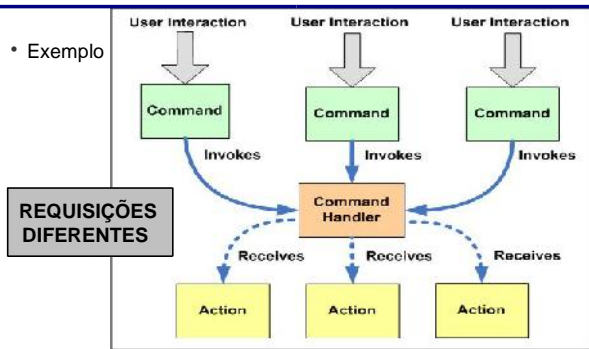 User Interaction User Interaction User Interaction
• Exemplo
Command Command Command
Invokes Invokes Invokes
REQUISIÇÕES
DIFERENTES
Command
Handler
Receives Receives Receives
Action Action Action